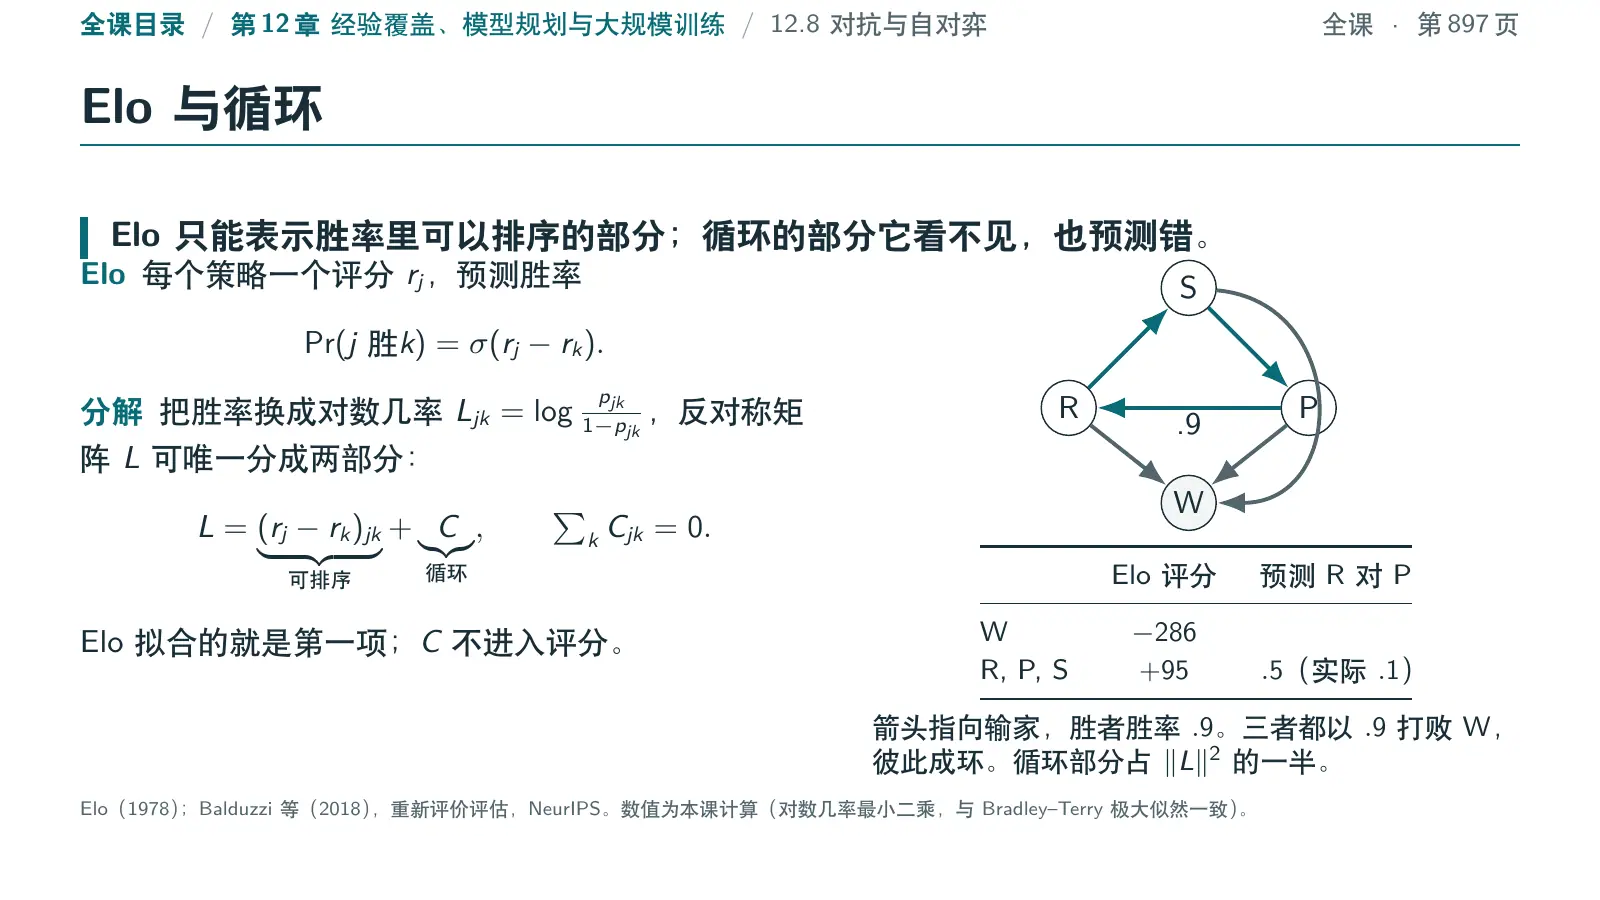 全课目录 / 第12章 经验覆盖、模型规划与大规模训练 / 12.8 对抗与自对弈
全课 · 第897页
Elo 与循环
Elo 只能表示胜率里可以排序的部分；循环的部分它看不见，也预测错。
Elo 每个策略一个评分 r_j，预测胜率
Pr(j 胜k) = σ(r_j − r_k).
分解 把胜率换成对数几率 L_jk = log p_jk/(1−p_jk)，反对称矩
阵 L 可唯一分成两部分：
L = (r_j − r_k)_jk + C, ∑_k C_jk = 0.
可排序 循环
Elo 拟合的就是第一项；C 不进入评分。
S
R
P
.9
W
Elo 评分 预测 R 对 P
W −286
R, P, S +95 .5（实际 .1）
箭头指向输家，胜者胜率 .9。三者都以 .9 打败 W，
彼此成环。循环部分占 ‖L‖² 的一半。
Elo（1978）；Balduzzi 等（2018），重新评价评估，NeurIPS。数值为本课计算（对数几率最小二乘，与 Bradley–Terry 极大似然一致）。